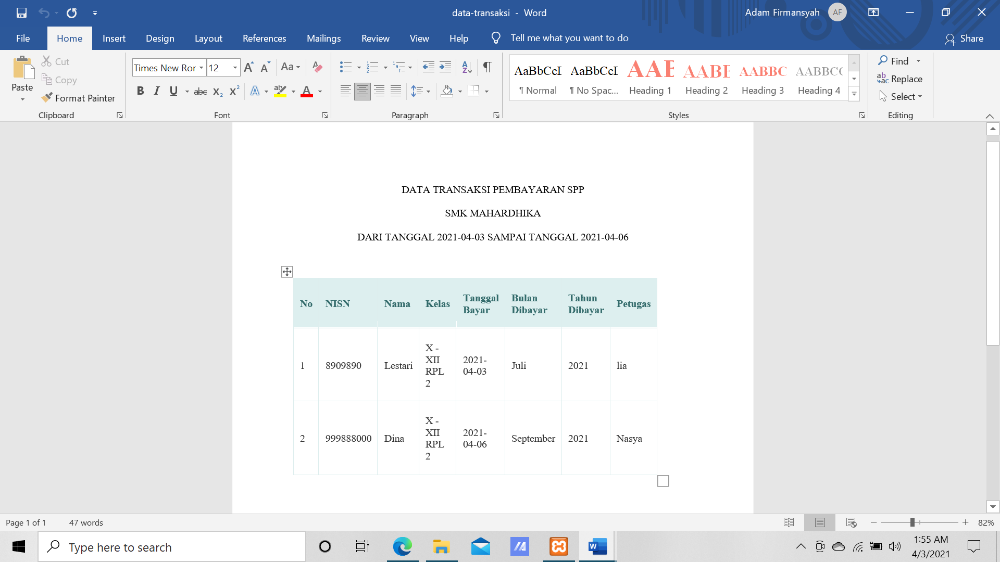 data-transaksi - Word
Adam Firmansyah AF
File Home Insert Design Layout References Mailings Review View Help Tell me what you want to do Share
Paste
Cut
Copy
Format Painter
Clipboard
Times New Ror 12
Font
Paragraph
AaBbCcI AaBbCcI AAE AABE AABBC AABBCC
¶ Normal ¶ No Spac... Heading 1 Heading 2 Heading 3 Heading 4
Styles
Find
Replace
Select
Editing
DATA TRANSAKSI PEMBAYARAN SPP
SMK MAHARDHIKA
DARI TANGGAL 2021-04-03 SAMPAI TANGGAL 2021-04-06
No NISN Nama Kelas Tanggal Bayar Bulan Dibayar Tahun Dibayar Petugas
1 8909890 Lestari X - XII RPL 2 2021-04-03 Juli 2021 lia
2 999888000 Dina X - XII RPL 2 2021-04-06 September 2021 Nasya
Page 1 of 1 47 words 82%
Type here to search
1:55 AM
4/3/2021